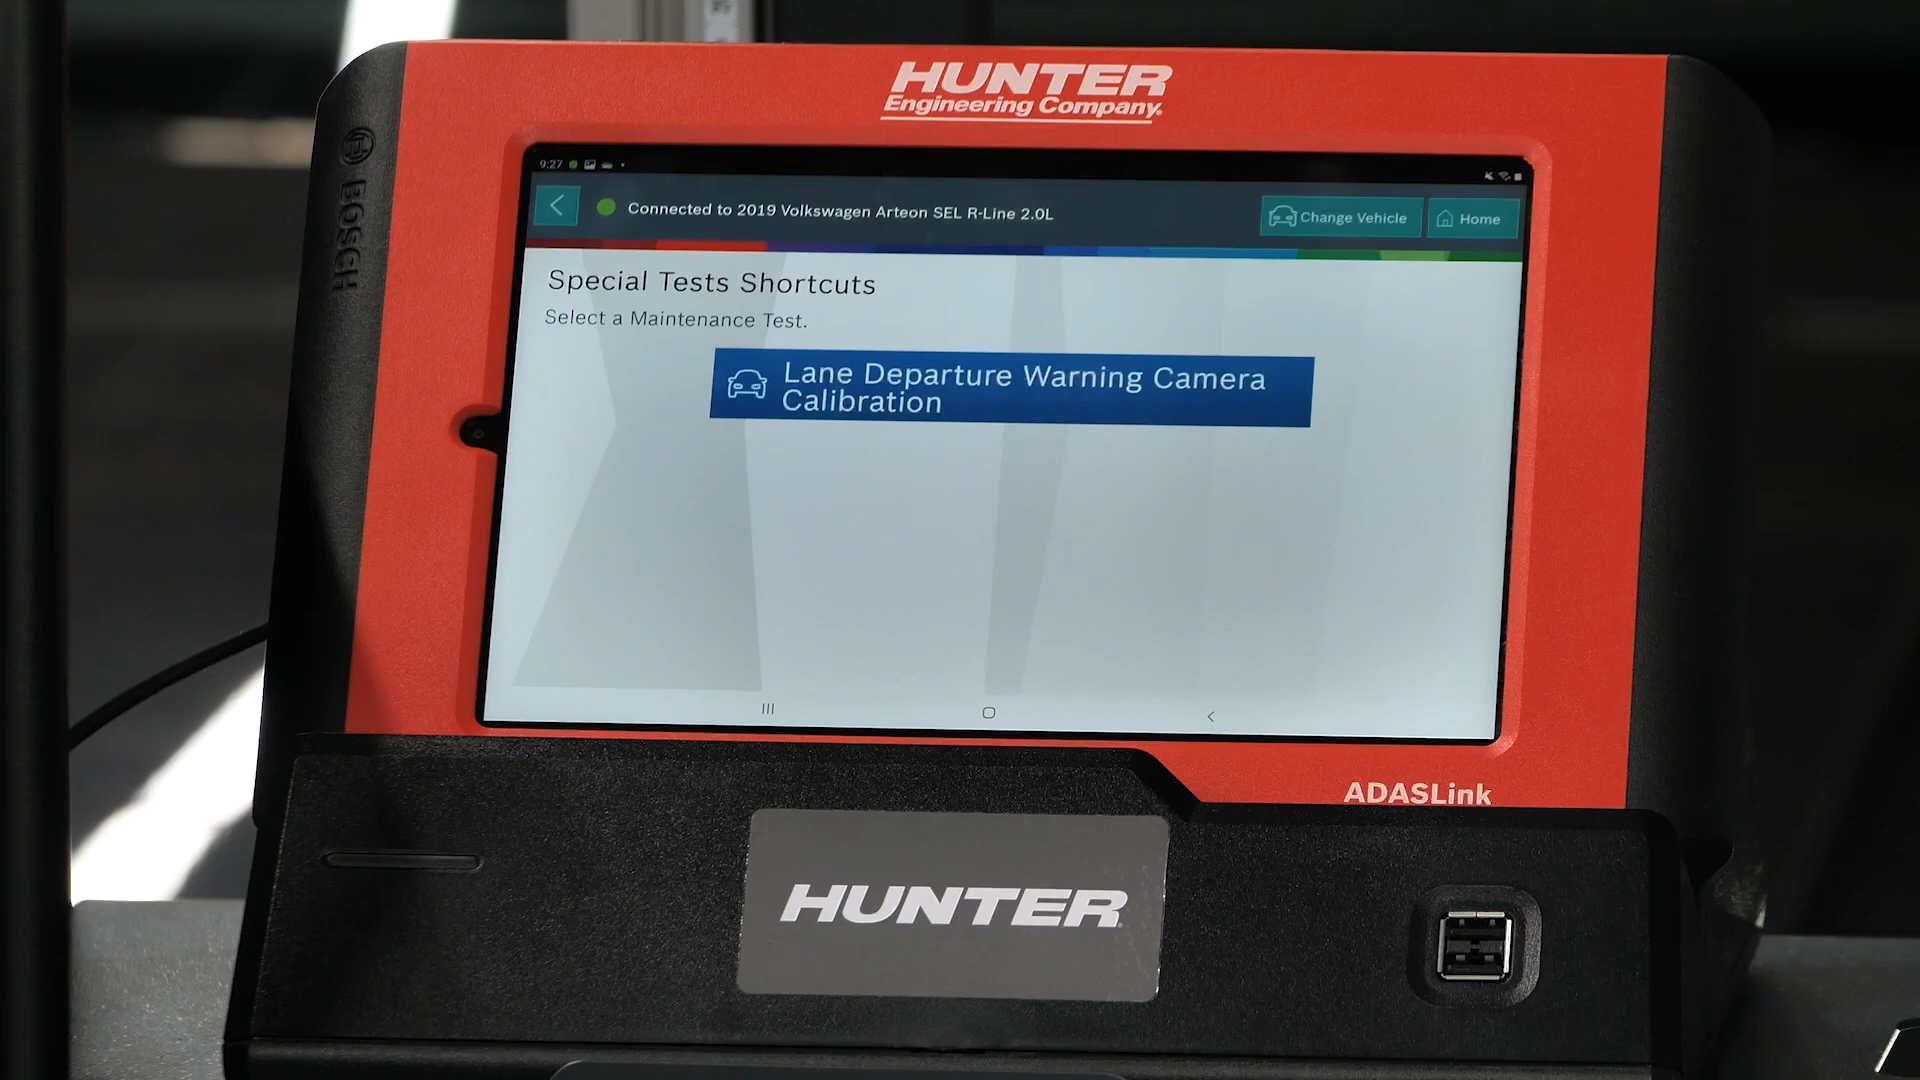 HUNTER
Engineering Company.
BOSCH
9:27
Connected to 2019 Volkswagen Arteon SEL R-Line 2.0L
Change Vehicle
Home
Special Tests Shortcuts
Select a Maintenance Test.
Lane Departure Warning Camera
Calibration
ADASLink
HUNTER